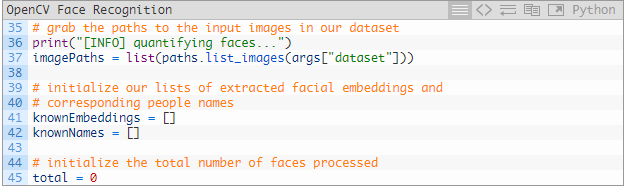 OpenCV Face Recognition Python
35 # grab the paths to the input images in our dataset
36 print("[INFO] quantifying faces...")
37 imagePaths = list(paths.list_images(args["dataset"]))
38
39 # initialize our lists of extracted facial embeddings and
40 # corresponding people names
41 knownEmbeddings = []
42 knownNames = []
43
44 # initialize the total number of faces processed
45 total = 0